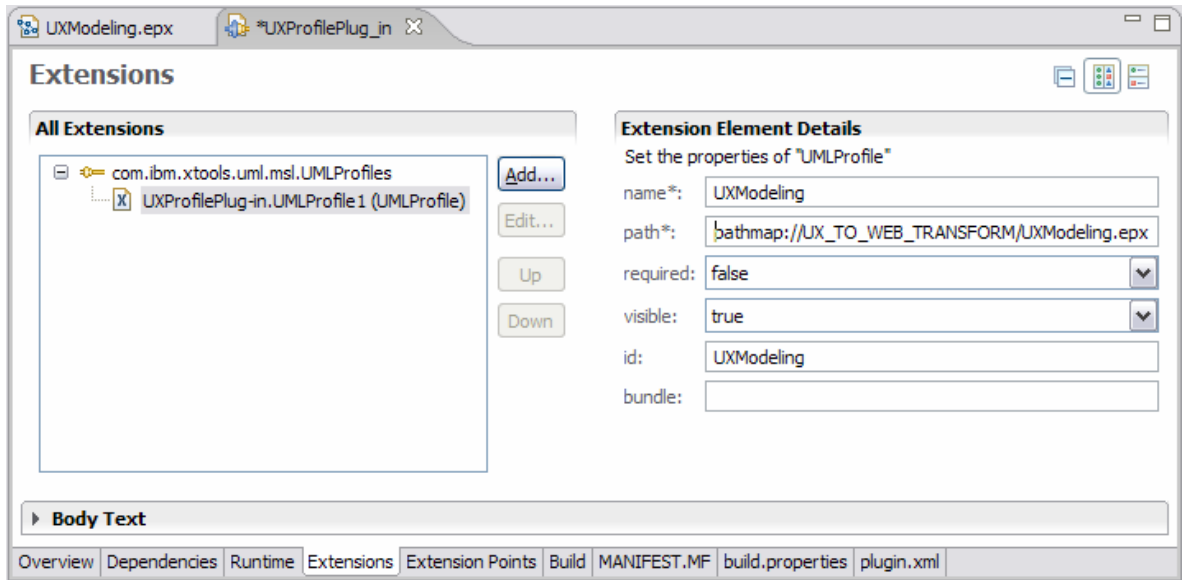 UXModeling.epx
*UXProfilePlug_in
Extensions
All Extensions
com.ibm.xtools.uml.msl.UMLProfiles
UXProfilePlug-in.UMLProfile1 (UMLProfile)
Add...
Edit...
Up
Down
Extension Element Details
Set the properties of "UMLProfile"
name*: UXModeling
path*: pathmap://UX_TO_WEB_TRANSFORM/UXModeling.epx
required: false
visible: true
id: UXModeling
bundle:
Body Text
Overview Dependencies Runtime Extensions Extension Points Build MANIFEST.MF build.properties plugin.xml